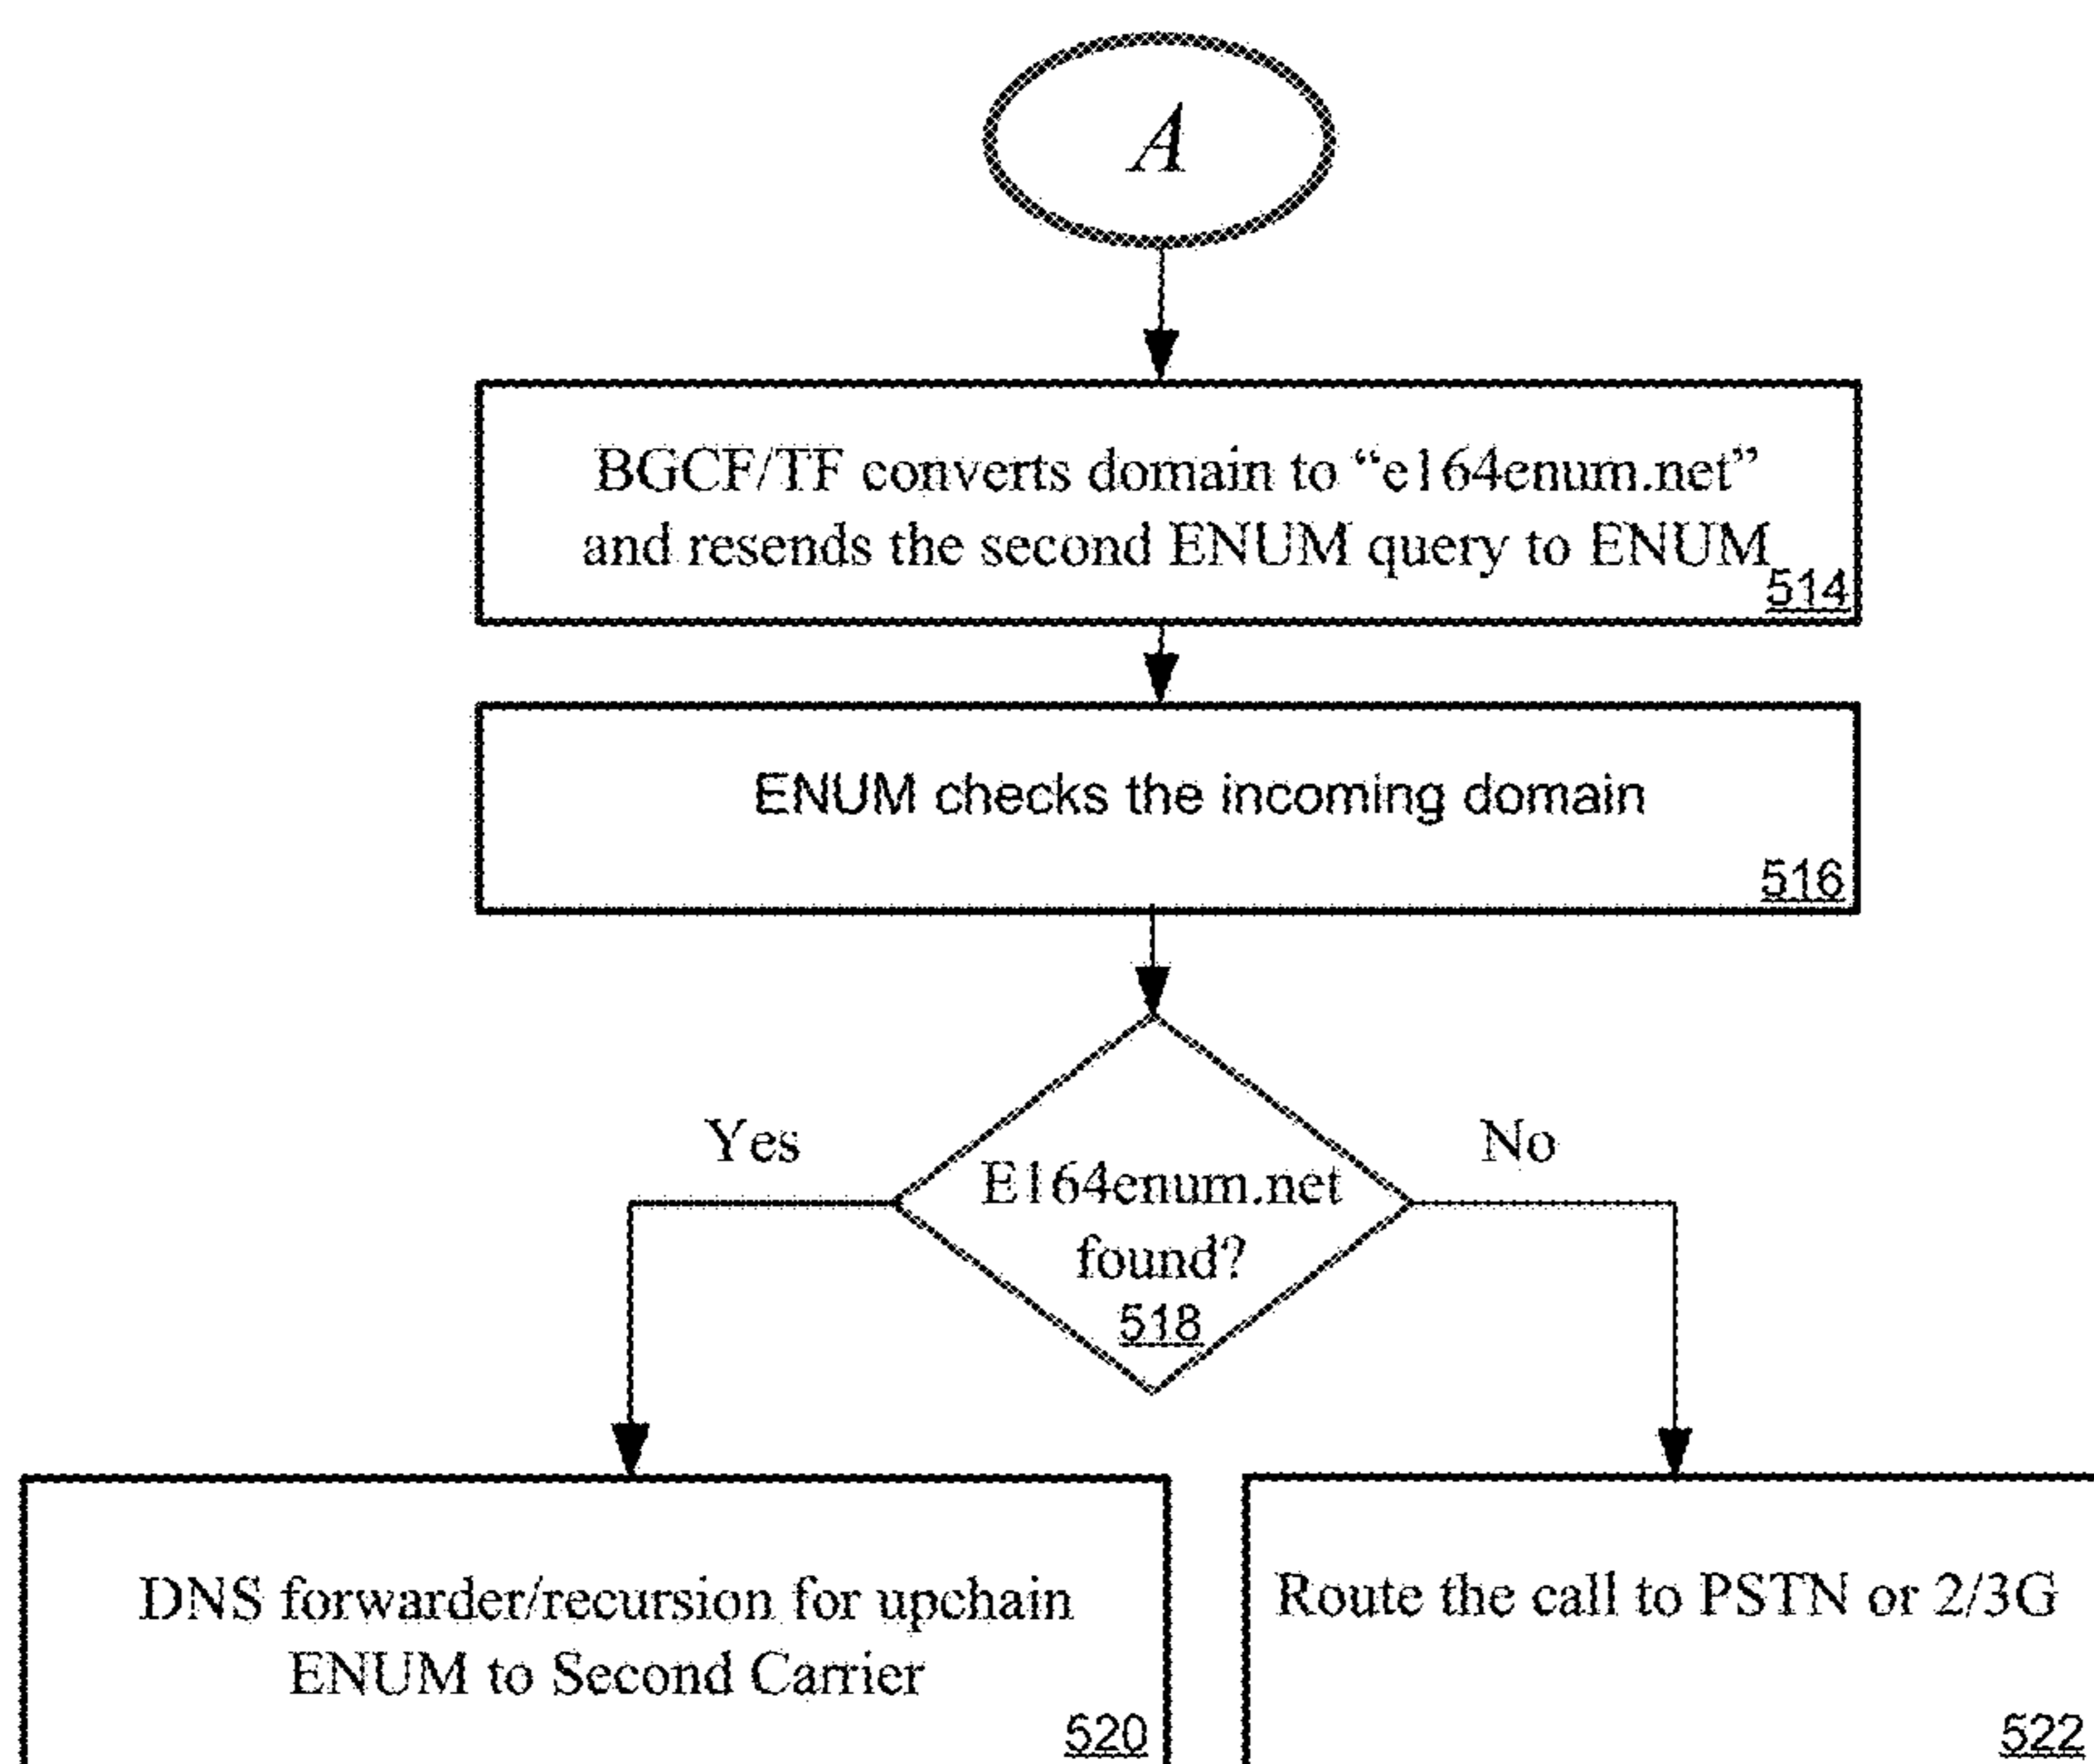 A
BGCF/TF converts domain to “e164enum.net”
and resends the second ENUM query to ENUM
514
ENUM checks the incoming domain
516
Yes
No
E164enum.net
found?
518
DNS forwarder/recursion for upchain
ENUM to Second Carrier
520
Route the call to PSTN or 2/3G
522